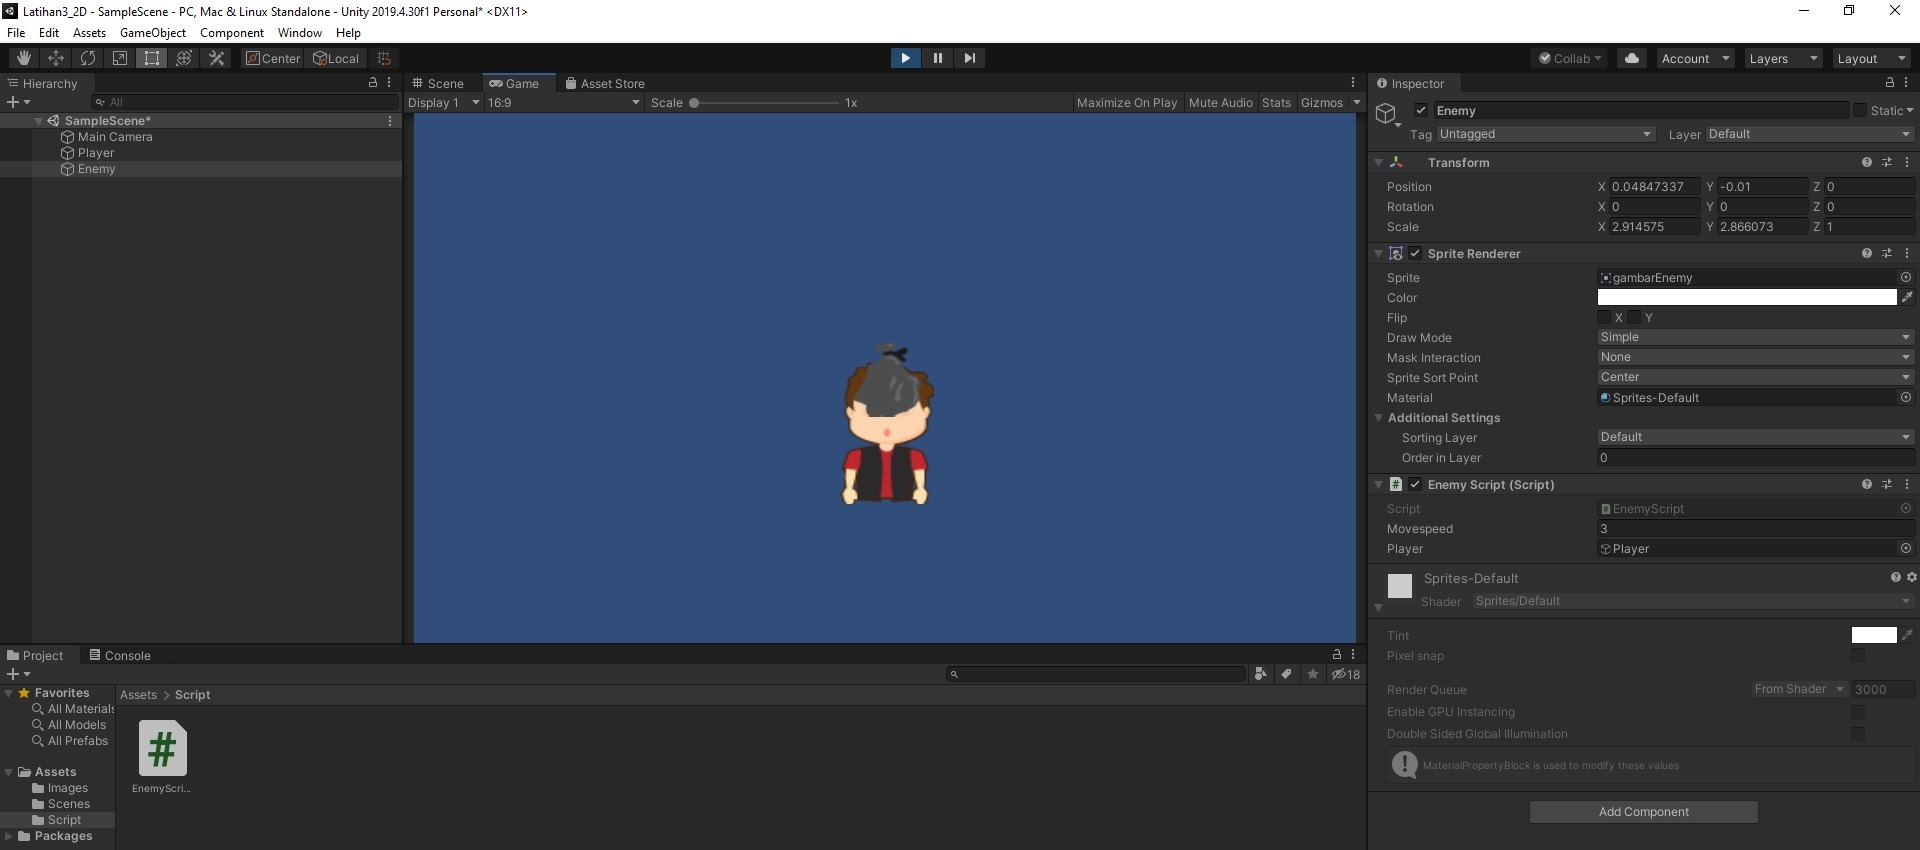 Latihan3_2D - SampleScene - PC, Mac & Linux Standalone - Unity 2019.4.30f1 Personal* <DX11>
File Edit Assets GameObject Component Window Help
Center Local Collab Account Layers Layout
Hierarchy
All
SampleScene*
Main Camera
Player
Enemy
Scene Game Asset Store
Display 1 16:9 Scale 1x Maximize On Play Mute Audio Stats Gizmos
Inspector
Enemy Static
Tag Untagged Layer Default
Transform
Position X 0.04847337 Y -0.01 Z 0
Rotation X 0 Y 0 Z 0
Scale X 2.914575 Y 2.866073 Z 1
Sprite Renderer
Sprite gambarEnemy
Color
Flip X Y
Draw Mode Simple
Mask Interaction None
Sprite Sort Point Center
Material Sprites-Default
Additional Settings
Sorting Layer Default
Order in Layer 0
# Enemy Script (Script)
Script EnemyScript
Movespeed 3
Player Player
Sprites-Default
Shader Sprites/Default
Tint
Pixel snap
Render Queue From Shader 3000
Enable GPU Instancing
Double Sided Global Illumination
MaterialPropertyBlock is used to modify these values
Add Component
Project Console
18
Favorites
All Materials
All Models
All Prefabs
Assets
Images
Scenes
Script
Packages
Assets > Script
#
EnemyScri...